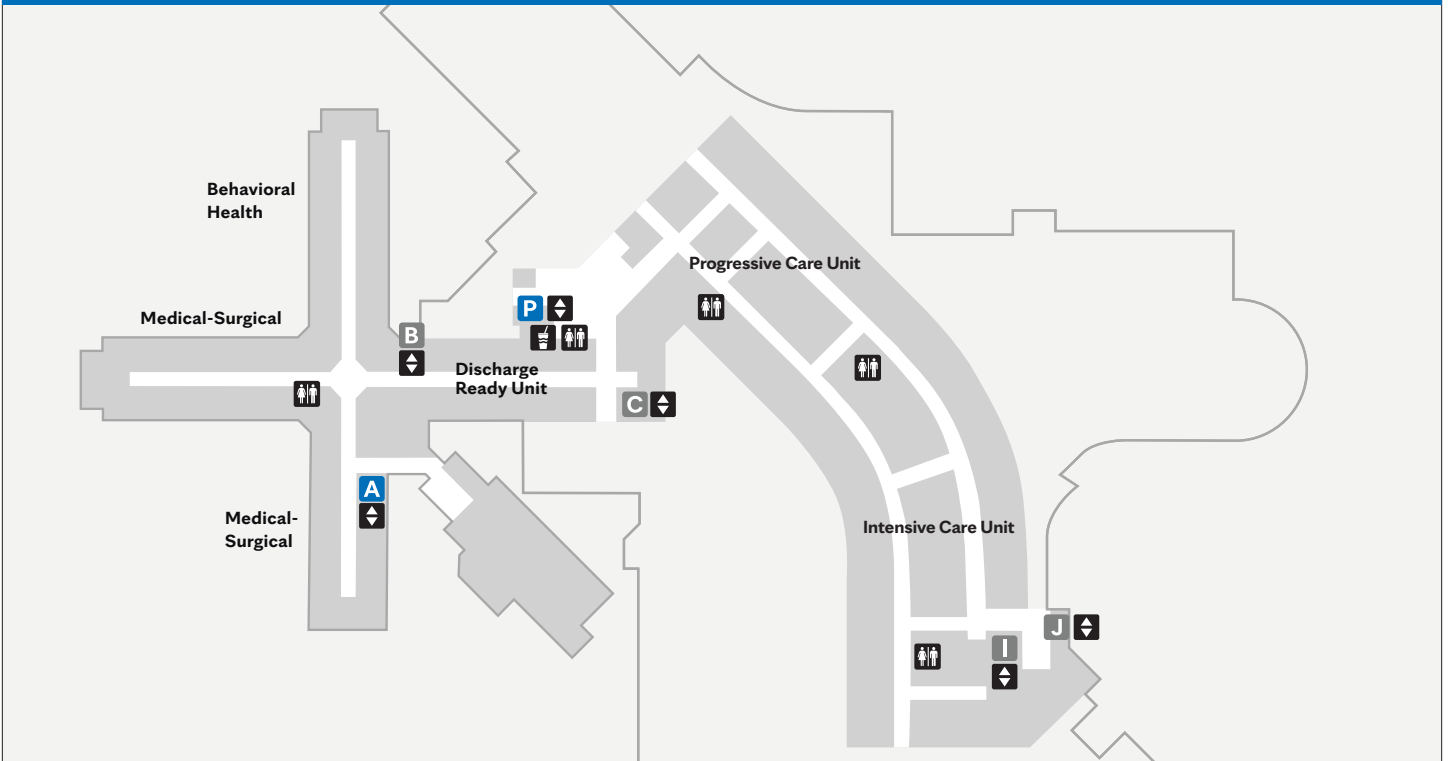 Behavioral
Health
Progressive Care Unit
P
Medical-Surgical
B
Discharge
Ready Unit
C
A
Medical-
Surgical
Intensive Care Unit
J
I